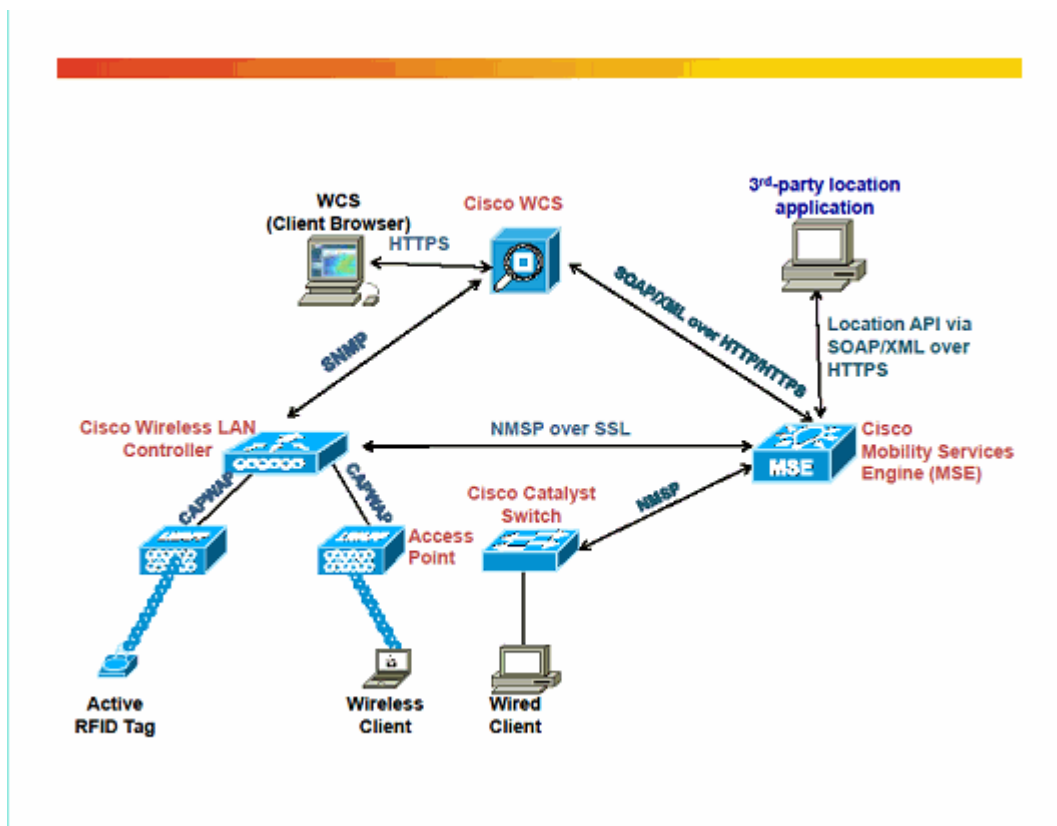 WCS
(Client Browser)
Cisco WCS
3rd-party location
application
HTTPS
SNMP
SOAP/XML over HTTP/HTTPS
Location API via
SOAP/XML over
HTTPS
Cisco Wireless LAN
Controller
NMSP over SSL
MSE
Cisco
Mobility Services
Engine (MSE)
CAPWAP
CAPWAP
Cisco Catalyst
Switch
NMSP
Access
Point
Active
RFID Tag
Wireless
Client
Wired
Client